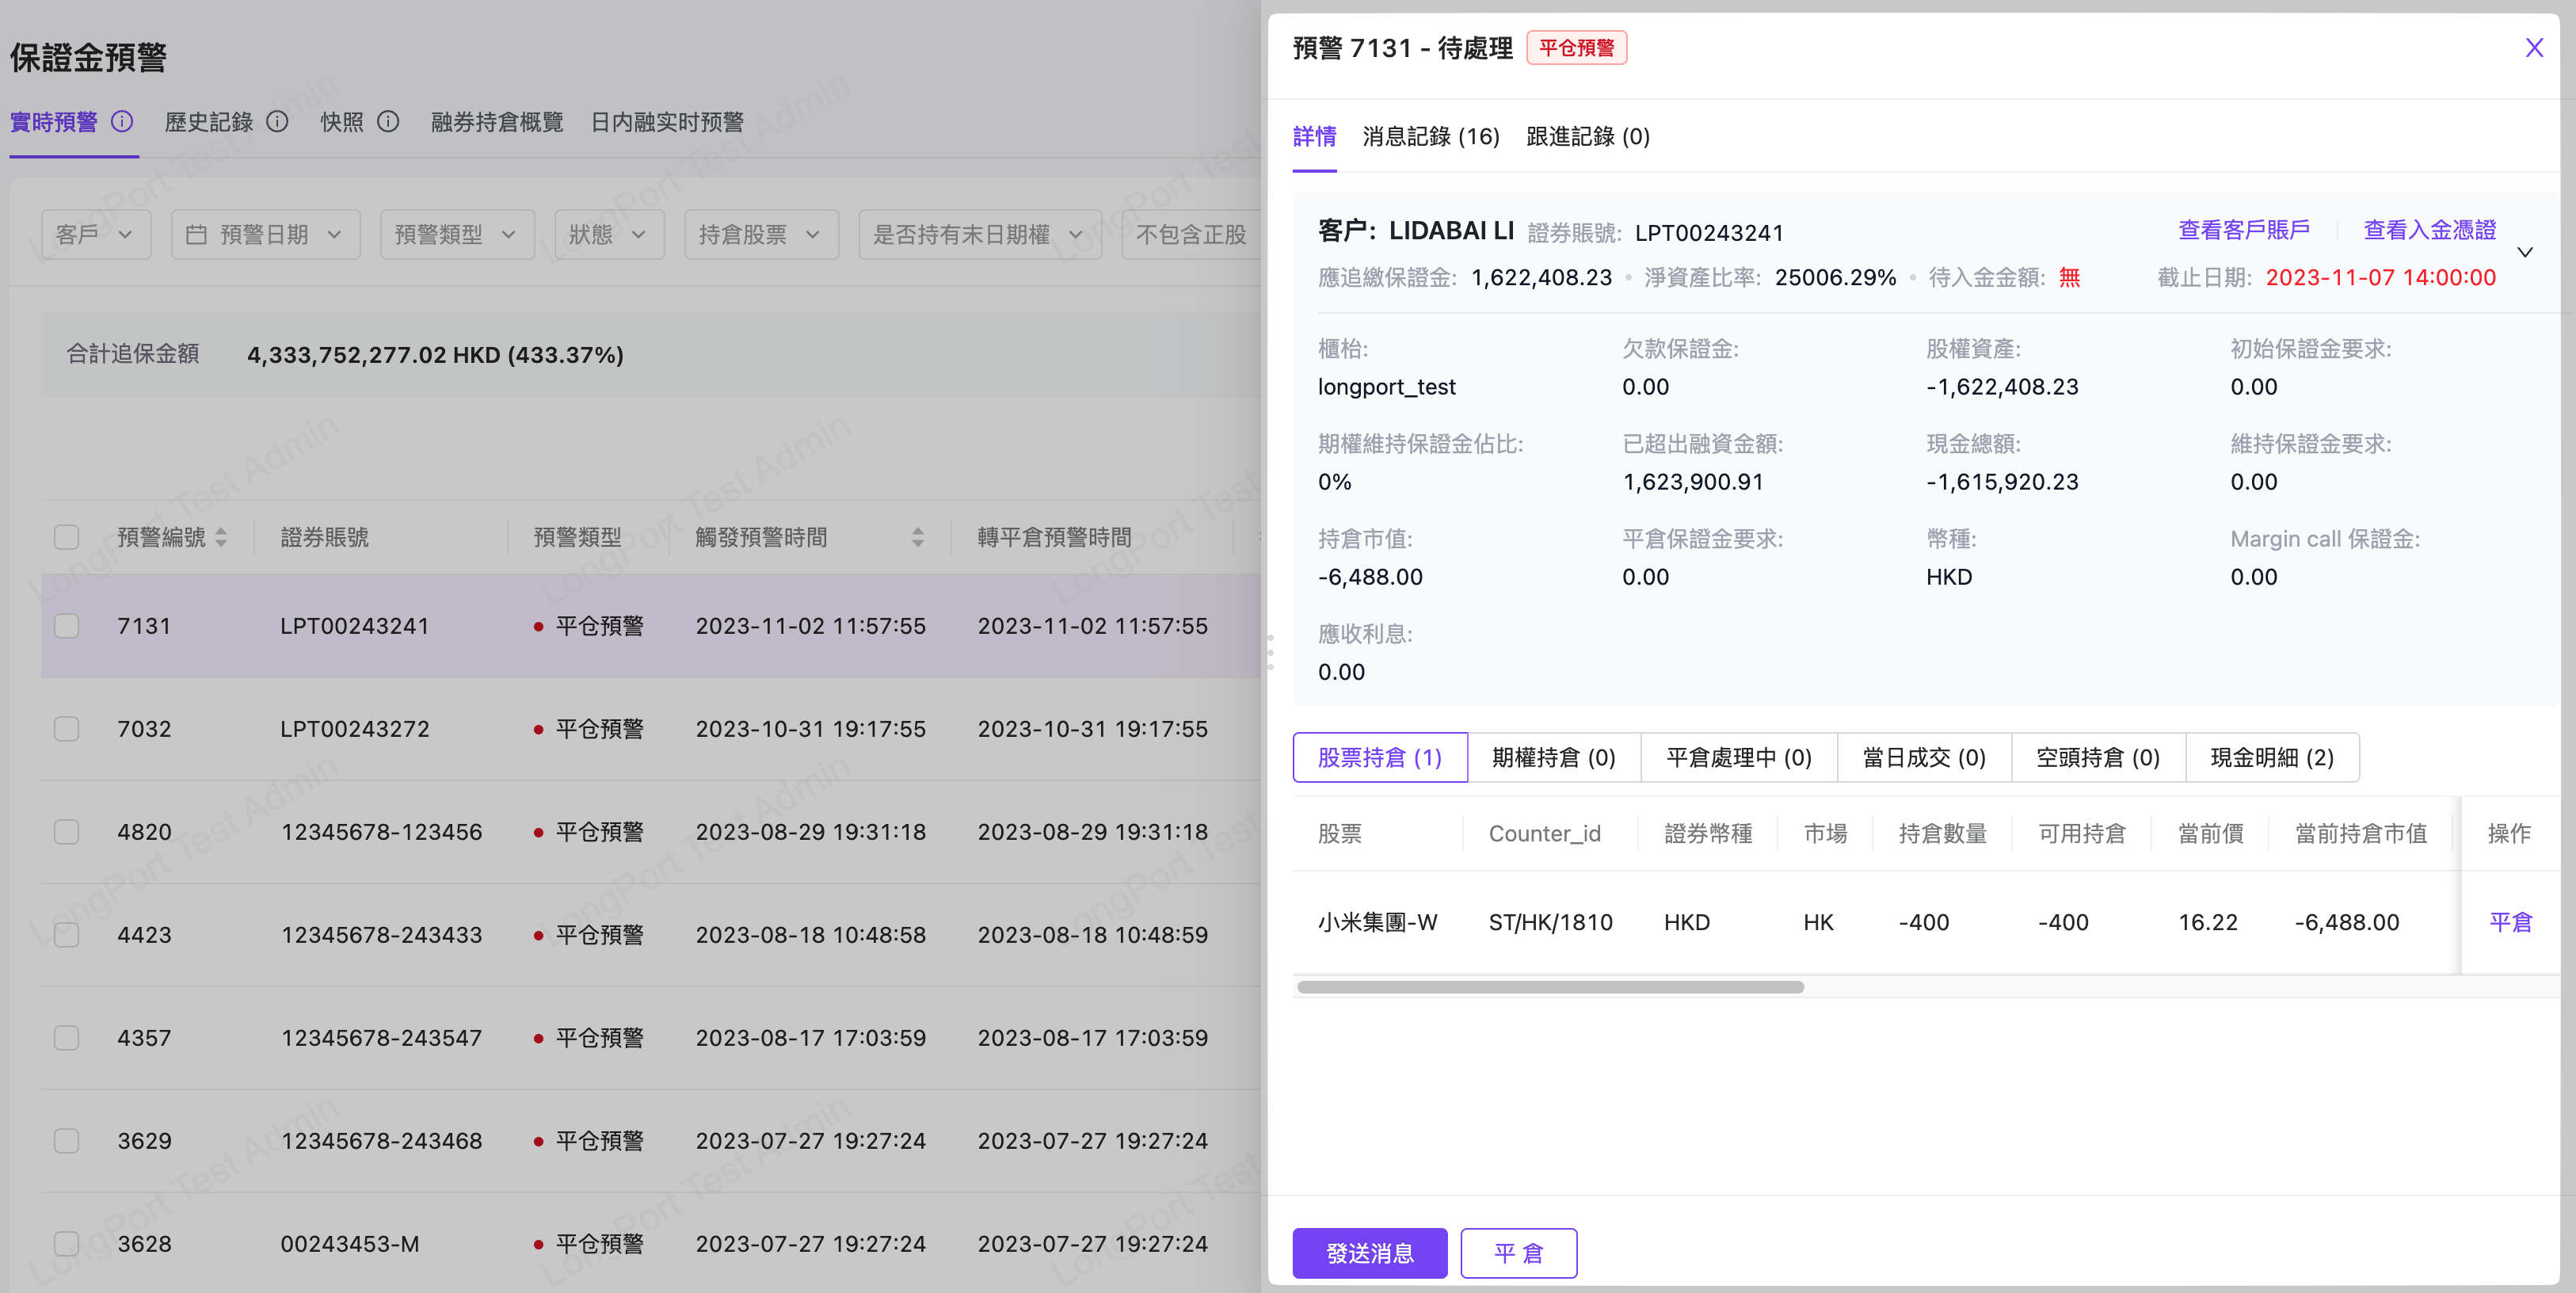 保證金預警
實時預警 歷史記錄 快照 融券持倉概覽 日内融实时预警
客戶 預警日期 預警類型 狀態 持倉股票 是否持有末日期權 不包含正股
合計追保金額 4,333,752,277.02 HKD (433.37%)
預警編號 證券賬號 預警類型 觸發預警時間 轉平倉預警時間
7131 LPT00243241 平仓預警 2023-11-02 11:57:55 2023-11-02 11:57:55
7032 LPT00243272 平仓預警 2023-10-31 19:17:55 2023-10-31 19:17:55
4820 12345678-123456 平仓預警 2023-08-29 19:31:18 2023-08-29 19:31:18
4423 12345678-243433 平仓預警 2023-08-18 10:48:58 2023-08-18 10:48:59
4357 12345678-243547 平仓預警 2023-08-17 17:03:59 2023-08-17 17:03:59
3629 12345678-243468 平仓預警 2023-07-27 19:27:24 2023-07-27 19:27:24
3628 00243453-M 平仓預警 2023-07-27 19:27:24 2023-07-27 19:27:24
LongPort Test Admin
預警 7131 - 待處理 平仓預警
詳情 消息記錄 (16) 跟進記錄 (0)
客户: LIDABAI LI 證券賬號: LPT00243241 查看客戶賬戶 查看入金憑證
應追繳保證金: 1,622,408.23 淨資產比率: 25006.29% 待入金金額: 無 截止日期: 2023-11-07 14:00:00
櫃枱: 欠款保證金: 股權資產: 初始保證金要求:
longport_test 0.00 -1,622,408.23 0.00
期權維持保證金佔比: 已超出融資金額: 現金總額: 維持保證金要求:
0% 1,623,900.91 -1,615,920.23 0.00
持倉市值: 平倉保證金要求: 幣種: Margin call 保證金:
-6,488.00 0.00 HKD 0.00
應收利息:
0.00
股票持倉 (1) 期權持倉 (0) 平倉處理中 (0) 當日成交 (0) 空頭持倉 (0) 現金明細 (2)
股票 Counter_id 證券幣種 市場 持倉數量 可用持倉 當前價 當前持倉市值 操作
小米集團-W ST/HK/1810 HKD HK -400 -400 16.22 -6,488.00 平倉
發送消息 平 倉